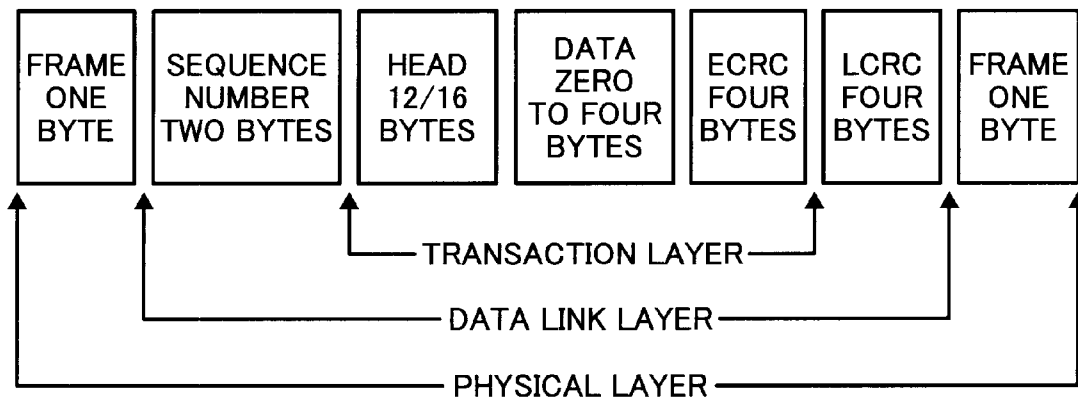 FRAME
ONE
BYTE
SEQUENCE
NUMBER
TWO BYTES
HEAD
12/16
BYTES
DATA
ZERO
TO FOUR
BYTES
ECRC
FOUR
BYTES
LCRC
FOUR
BYTES
FRAME
ONE
BYTE
TRANSACTION LAYER
DATA LINK LAYER
PHYSICAL LAYER